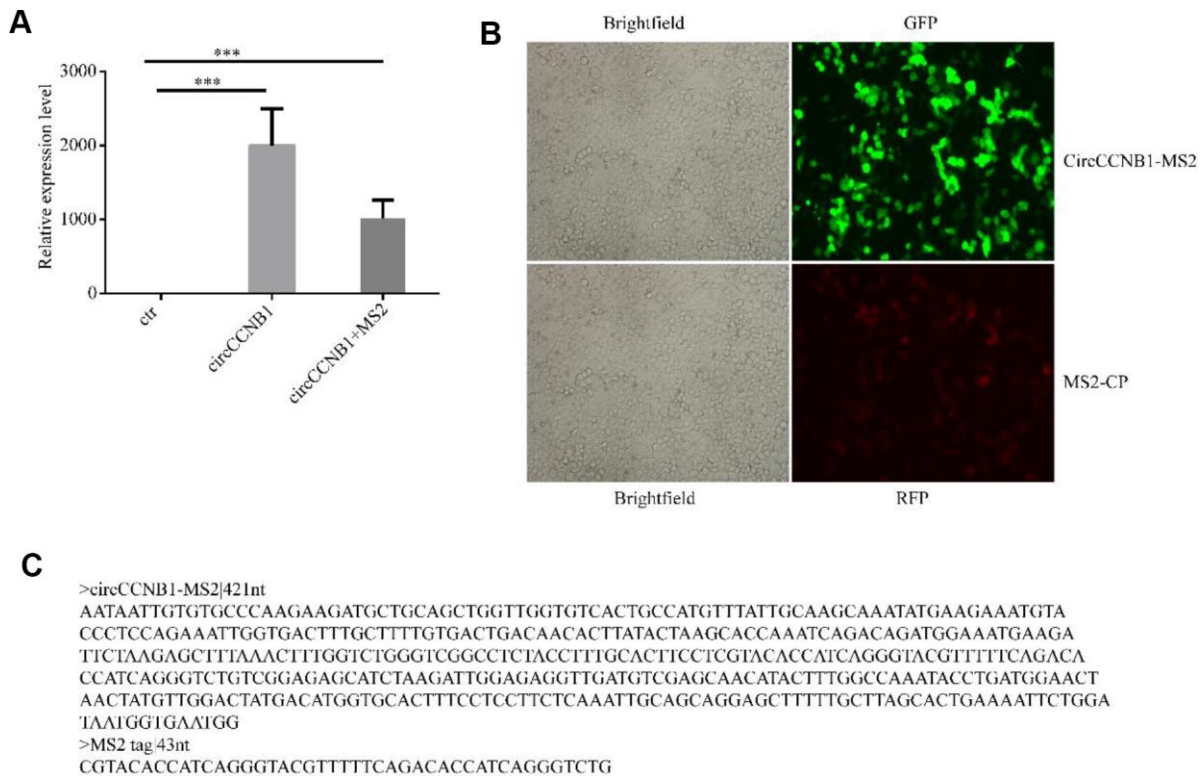 A
***
***
3000
2000
1000
0
Relative expression level
ctr
circCCNB1
circCCNB1+MS2
B
Brightfield
GFP
CircCCNB1-MS2
MS2-CP
Brightfield
RFP
C
>circCCNB1-MS2|421nt
AATAATTGTGTGCCCAAGAAGATGCTGCAGCTGGTTGGTGTCACTGCCATGTTTATTGCAAGCAAATATGAAGAAATGTA
CCCTCCAGAAATTGGTGACTTTGCTTTTGTGACTGACAACACTTATACTAAGCACCAAATCAGACAGATGGAAATGAAGA
TTCTAAGAGCTTTAAACTTTGGTCTGGGTCGGCCTCTACCTTTGCACTTCCTCGTACACCATCAGGGTACGTTTTTCAGACA
CCATCAGGGTCTGTCGGAGAGCATCTAAGATTGGAGAGGTTGATGTCGAGCAACATACTTTGGCCAAATACCTGATGGAACT
AACTATGTTGGACTATGACATGGTGCACTTTCCTCCTTCTCAAATTGCAGCAGGAGCTTTTTGCTTAGCACTGAAAATTCTGGA
TAATGGTGAATGG
>MS2 tag|43nt
CGTACACCATCAGGGTACGTTTTTCAGACACCATCAGGGTCTG